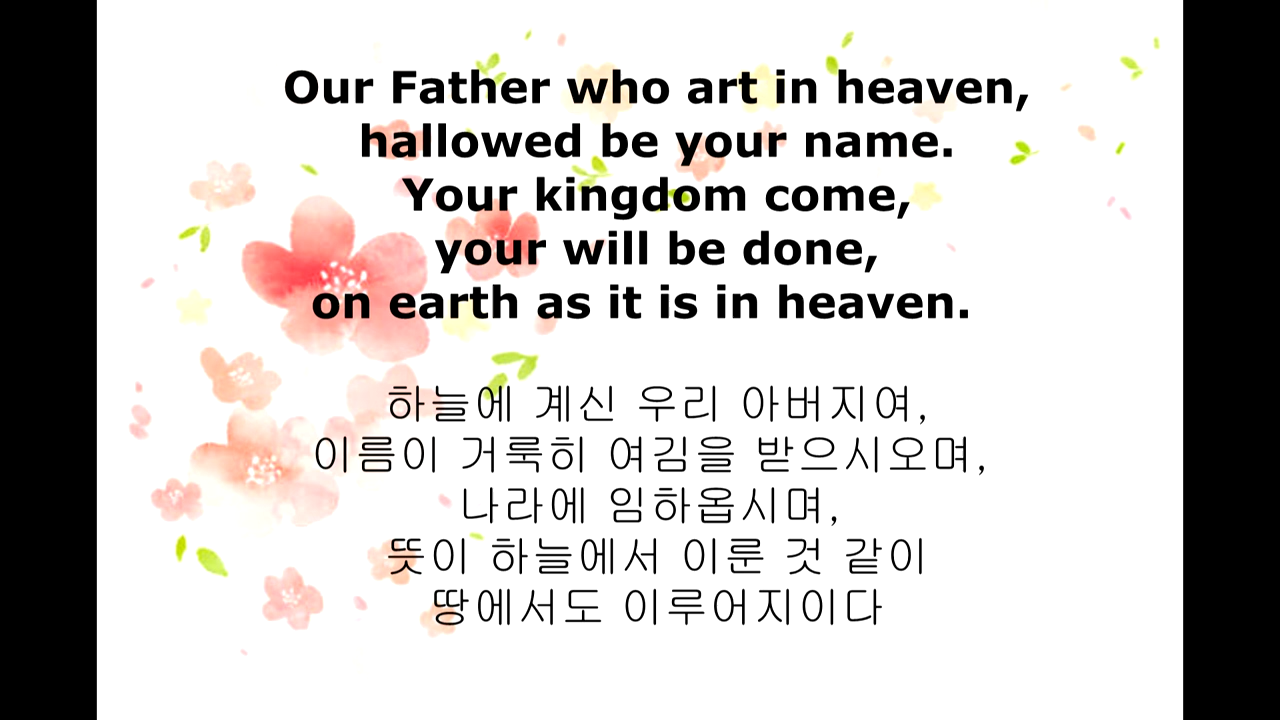 Our Father who art in heaven,
hallowed be your name.
Your kingdom come,
your will be done,
on earth as it is in heaven.
하늘에 계신 우리 아버지여,
이름이 거룩히 여김을 받으시오며,
나라에 임하옵시며,
뜻이 하늘에서 이룬 것 같이
땅에서도 이루어지이다